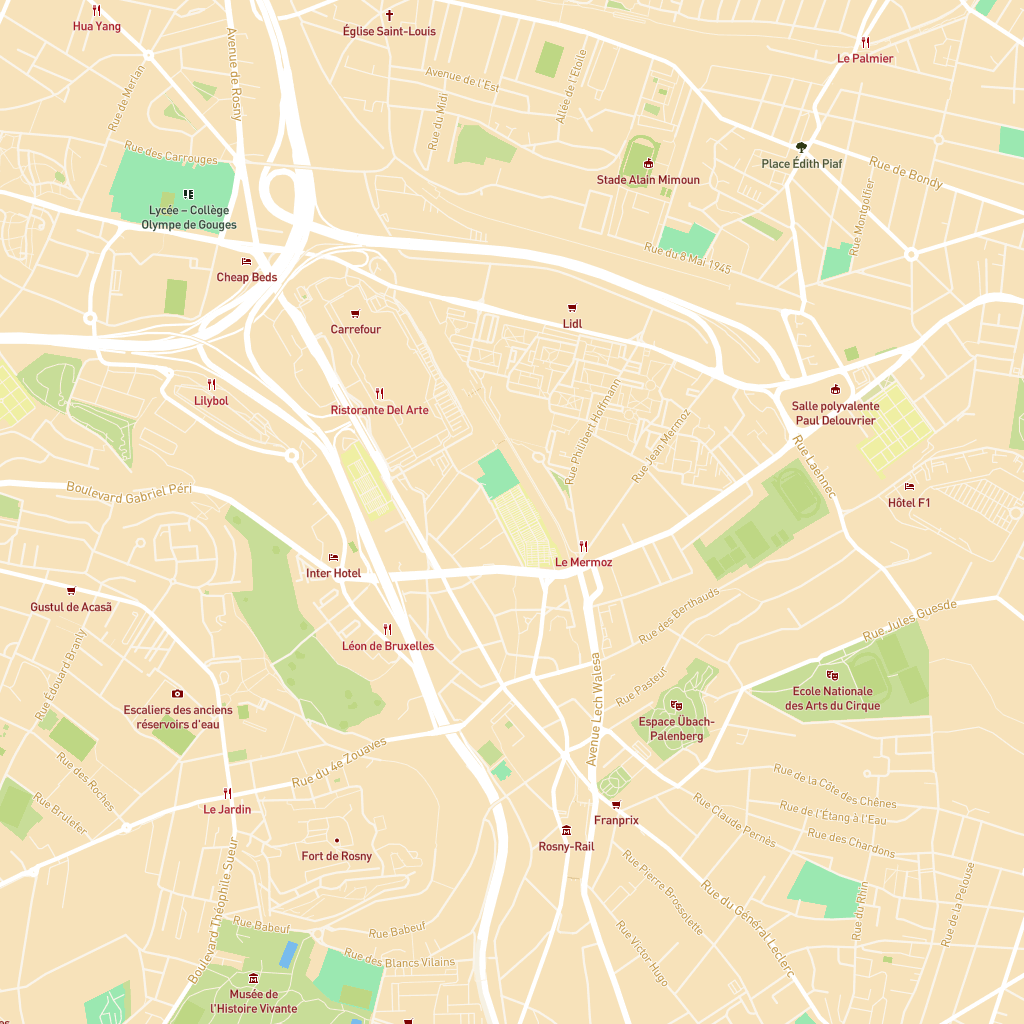 Hua Yang
Église Saint-Louis
Le Palmier
Avenue de Rosny
Rue de Merlan
Avenue de l'Est
Allée de l'Etoile
Rue du Midi
Rue des Carrouges
Place Édith Piaf
Rue de Bondy
Stade Alain Mimoun
Lycée – Collège
Olympe de Gouges
Rue Montgolfier
Rue du 8 Mai 1945
Cheap Beds
Carrefour
Lidl
Lilybol
Ristorante Del Arte
Rue Philibert Hoffmann
Rue Jean Mermoz
Salle polyvalente
Paul Delouvrier
Rue Laennec
Boulevard Gabriel Péri
Hôtel F1
Le Mermoz
Inter Hotel
Gustul de Acasã
Rue des Berthauds
Rue Jules Guesde
Léon de Bruxelles
Rue Édouard Branly
Avenue Lech Walesa
Rue Pasteur
Ecole Nationale
des Arts du Cirque
Escaliers des anciens
réservoirs d'eau
Espace Übach-
Palenberg
Rue du 4e Zouaves
Rue des Roches
Rue de la Côte des Chênes
Le Jardin
Rue Brulefer
Franprix
Rue Claude Pernès
Rue de l'Étang à l'Eau
Rue des Chardons
Rosny-Rail
Fort de Rosny
Rue Pierre Brossolette
Rue du Général Leclerc
Rue du Rhin
Rue de la Pelouse
Boulevard Théophile Sueur
Rue Babeuf
Rue Babeuf
Rue Victor Hugo
Rue des Blancs Vilains
Musée de
l'Histoire Vivante